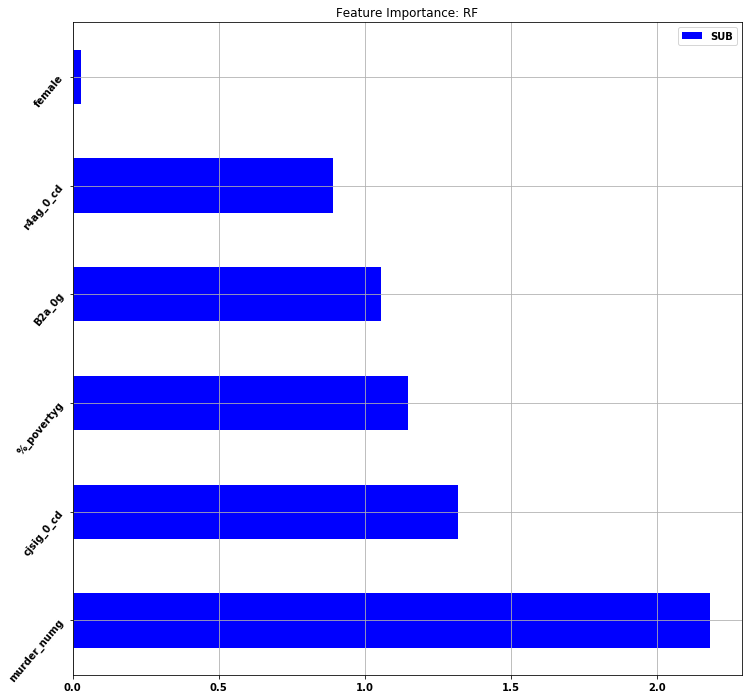 Feature Importance: RF
SUB
female
r4ag_0_cd
B2a_0g
%_povertyg
cjsig_0_cd
murder_numg
0.0 0.5 1.0 1.5 2.0